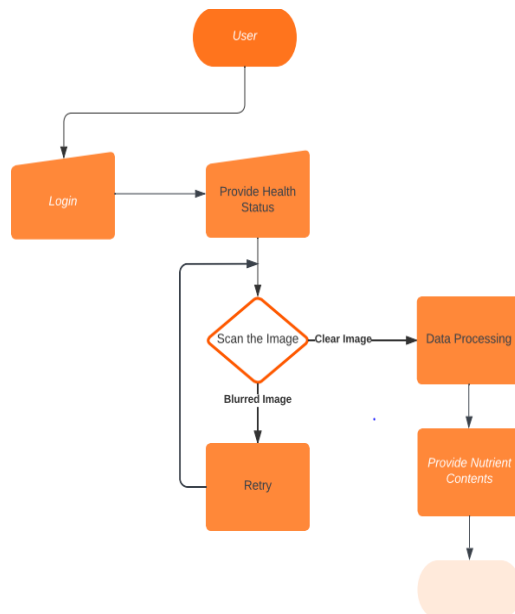 User
Login
Provide Health
Status
Scan the Image
Clear Image
Data Processing
Blurred Image
Provide Nutrient
Contents
Retry